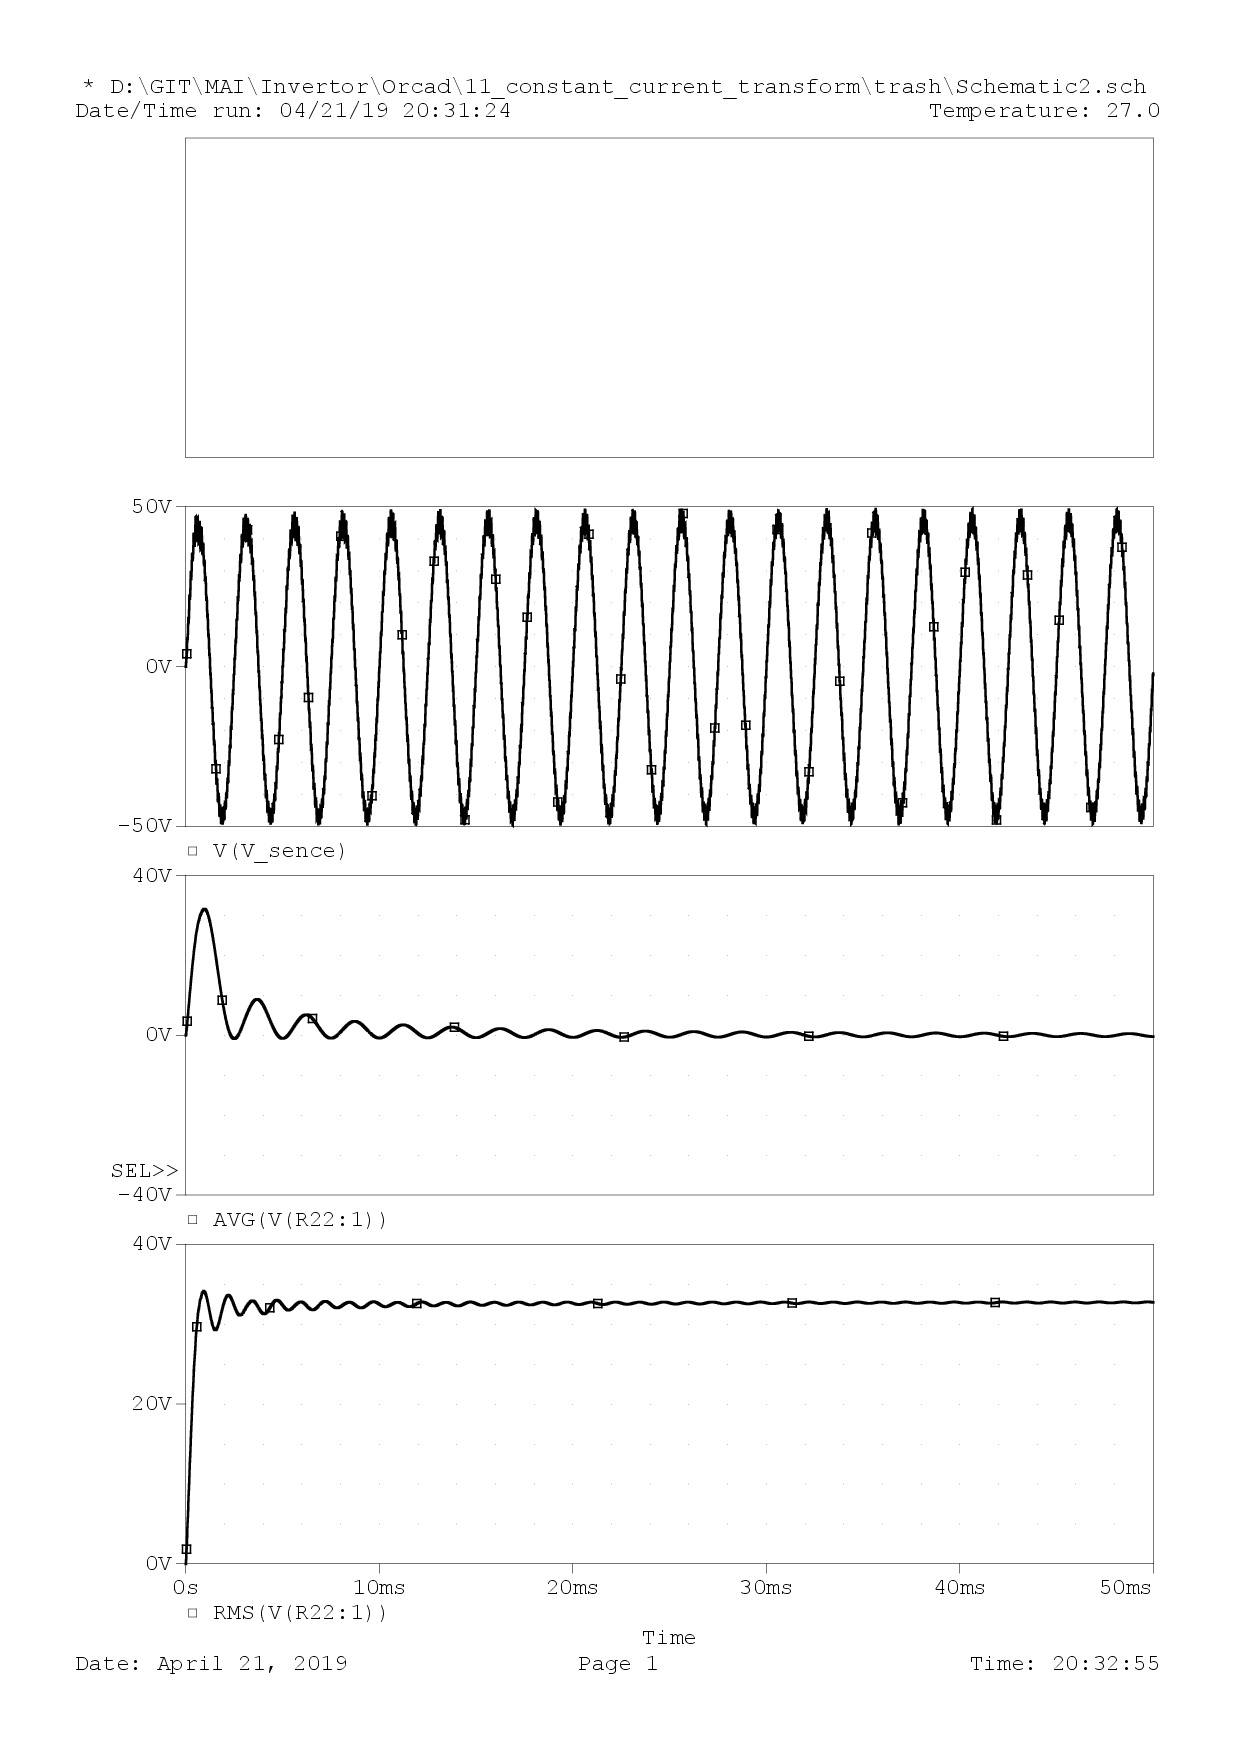 * D:\GIT\MAI\Invertor\Orcad\11_constant_current_transform\trash\Schematic2.sch
Date/Time run: 04/21/19 20:31:24 Temperature: 27.0
50V
0V
-50V
V(V_sence)
40V
0V
SEL>>
-40V
AVG(V(R22:1))
40V
20V
0V
0s 10ms 20ms 30ms 40ms 50ms
RMS(V(R22:1))
Time
Date: April 21, 2019 Page 1 Time: 20:32:55